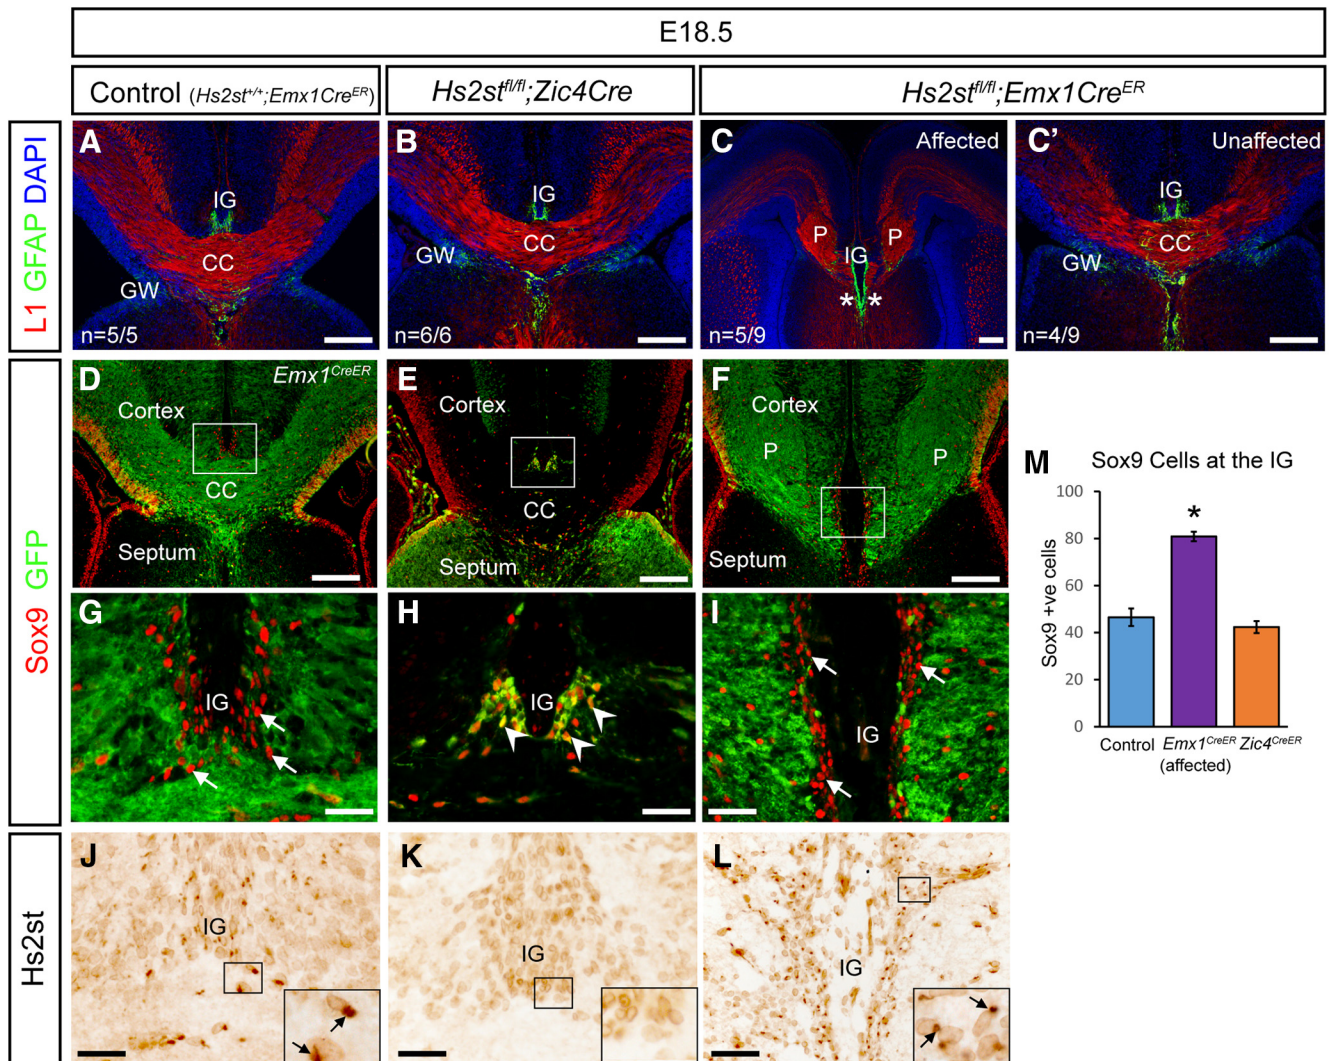 E18.5
Control (Hs2st+/+;Emx1CreER)
Hs2stfl/fl;Zic4Cre
Hs2stfl/fl;Emx1CreER
L1 GFAP DAPI
A
IG
CC
GW
n=5/5
B
IG
CC
GW
n=6/6
C
Affected
P
P
IG
* *
n=5/9
C'
Unaffected
IG
CC
GW
n=4/9
Sox9 GFP
D
Emx1CreER
Cortex
CC
Septum
E
Cortex
CC
Septum
F
Cortex
P
P
Septum
G
IG
H
IG
I
IG
M
Sox9 Cells at the IG
Sox9 +ve cells
100
80
60
40
20
0
*
Control
Emx1CreER
(affected)
Zic4CreER
Hs2st
J
IG
K
IG
L
IG